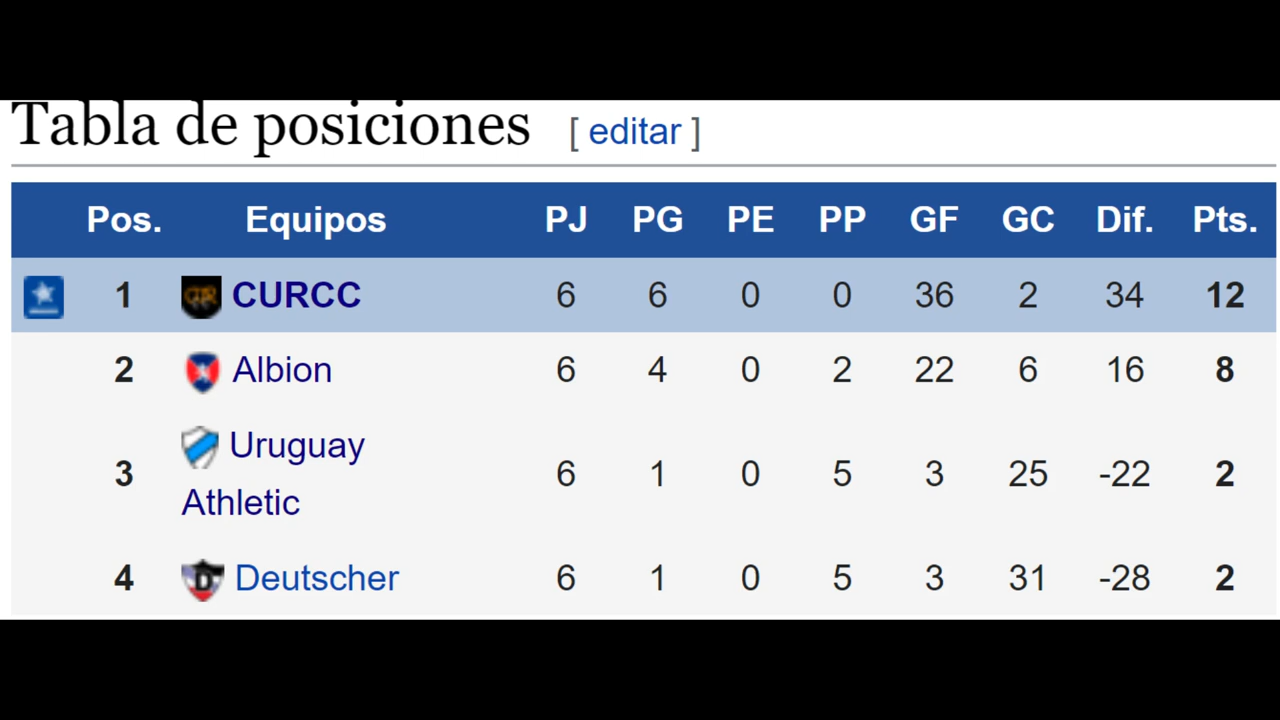 Tabla de posiciones [ editar ]
Pos. Equipos PJ PG PE PP GF GC Dif. Pts.
1 CURCC 6 6 0 0 36 2 34 12
2 Albion 6 4 0 2 22 6 16 8
3 Uruguay Athletic 6 1 0 5 3 25 -22 2
4 Deutscher 6 1 0 5 3 31 -28 2